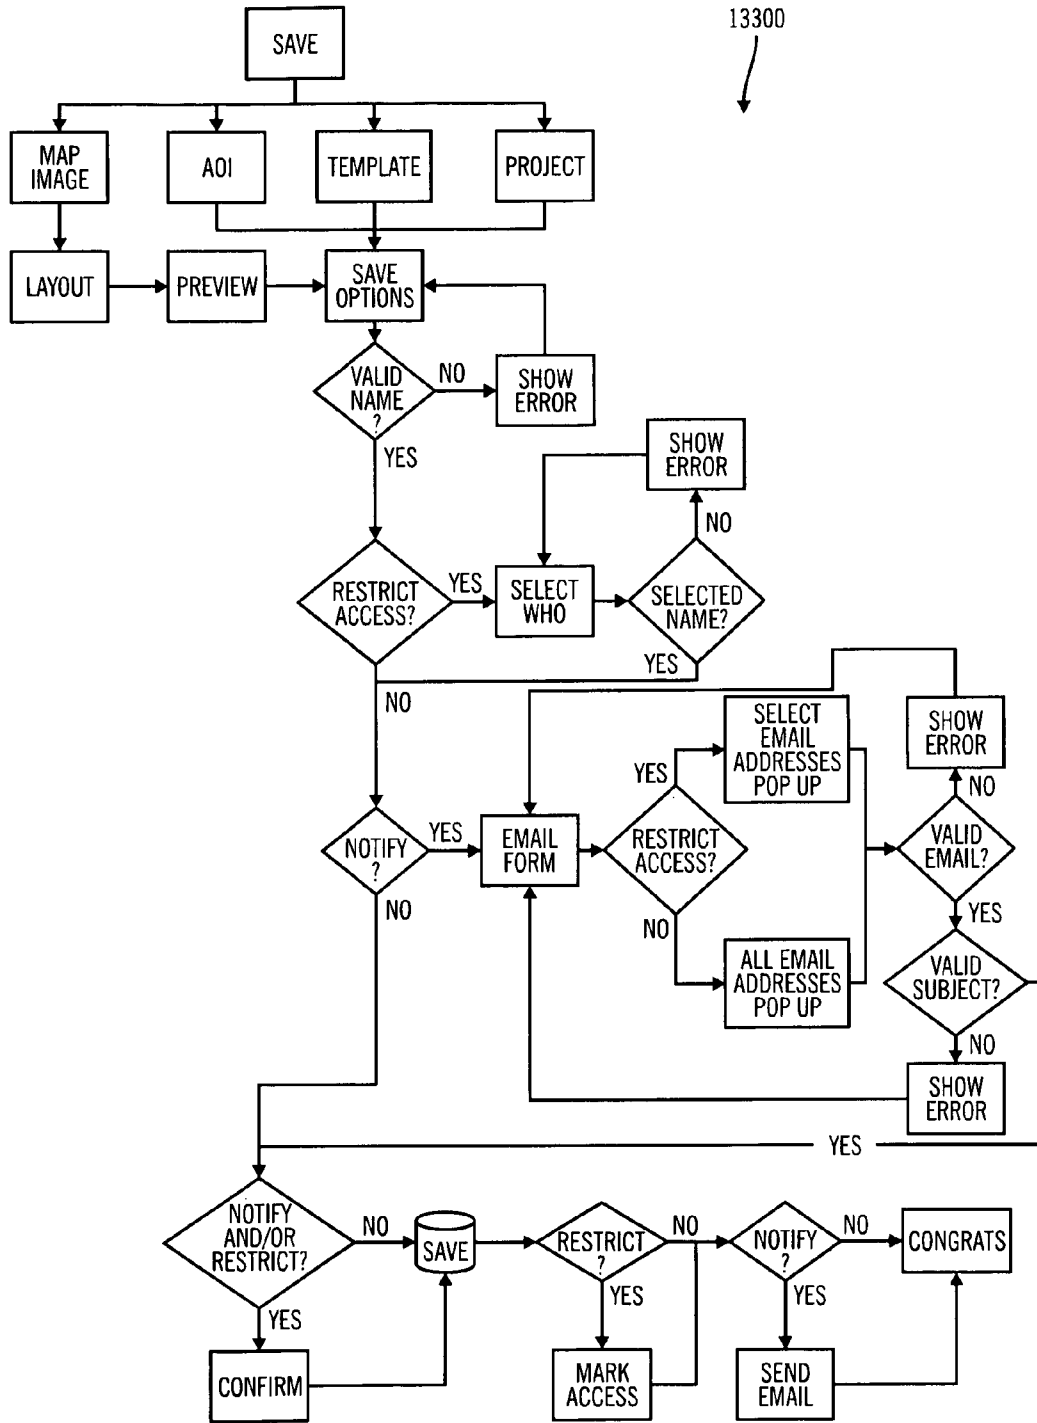 13300
SAVE
MAP
IMAGE
AOI
TEMPLATE
PROJECT
LAYOUT
PREVIEW
SAVE
OPTIONS
VALID
NAME
?
NO
SHOW
ERROR
YES
SHOW
ERROR
NO
RESTRICT
ACCESS?
YES
SELECT
WHO
SELECTED
NAME?
YES
NO
SELECT
EMAIL
ADDRESSES
POP UP
SHOW
ERROR
NO
YES
NOTIFY
?
YES
EMAIL
FORM
RESTRICT
ACCESS?
VALID
EMAIL?
NO
NO
YES
ALL EMAIL
ADDRESSES
POP UP
VALID
SUBJECT?
NO
SHOW
ERROR
YES
NOTIFY
AND/OR
RESTRICT?
NO
SAVE
RESTRICT
?
NO
NOTIFY
?
NO
CONGRATS
YES
YES
YES
CONFIRM
MARK
ACCESS
SEND
EMAIL